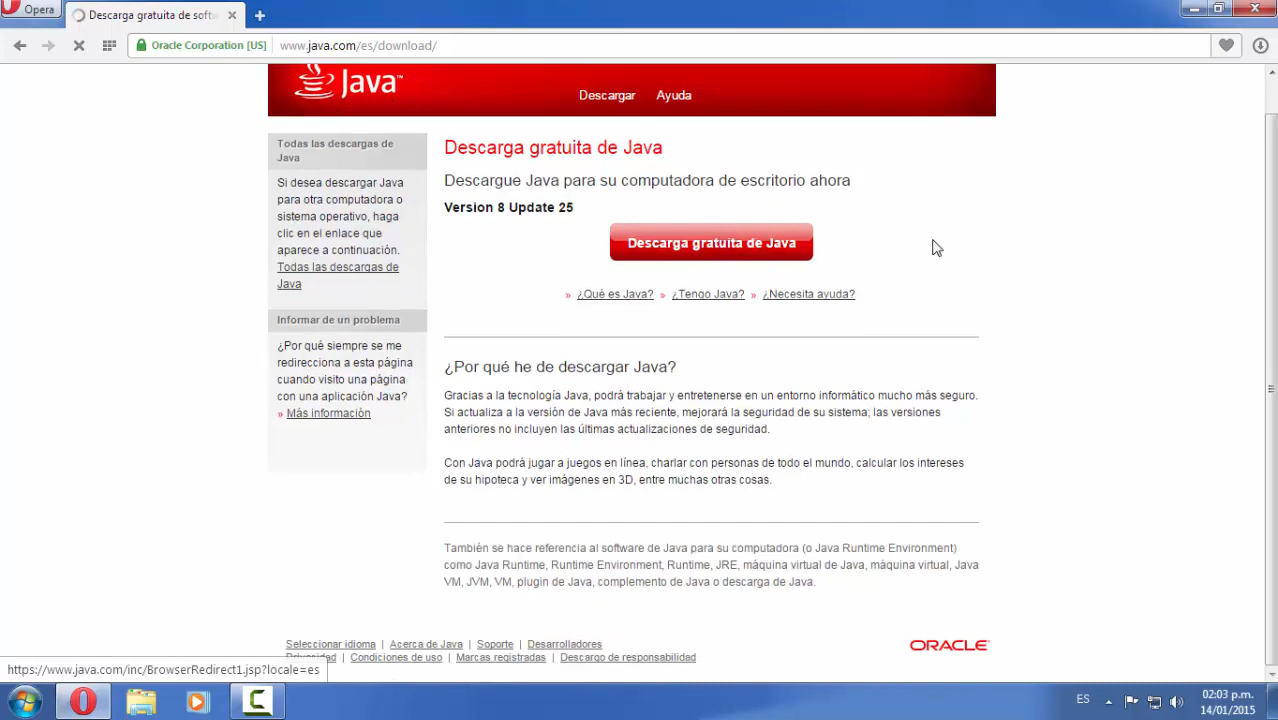 Opera
Descarga gratuita de softw
Oracle Corporation [US]
www.java.com/es/download/
Java™
Descargar
Ayuda
Todas las descargas de
Java
Si desea descargar Java
para otra computadora o
sistema operativo, haga
clic en el enlace que
aparece a continuación.
Todas las descargas de
Java
Informar de un problema
¿Por qué siempre se me
redirecciona a esta página
cuando visito una página
con una aplicación Java?
» Más información
Descarga gratuita de Java
Descargue Java para su computadora de escritorio ahora
Version 8 Update 25
Descarga gratuita de Java
» ¿Qué es Java? » ¿Tengo Java? » ¿Necesita ayuda?
¿Por qué he de descargar Java?
Gracias a la tecnología Java, podrá trabajar y entretenerse en un entorno informático mucho más seguro.
Si actualiza a la versión de Java más reciente, mejorará la seguridad de su sistema; las versiones
anteriores no incluyen las últimas actualizaciones de seguridad.
Con Java podrá jugar a juegos en línea, charlar con personas de todo el mundo, calcular los intereses
de su hipoteca y ver imágenes en 3D, entre muchas otras cosas.
También se hace referencia al software de Java para su computadora (o Java Runtime Environment)
como Java Runtime, Runtime Environment, Runtime, JRE, máquina virtual de Java, máquina virtual, Java
VM, JVM, VM, plugin de Java, complemento de Java o descarga de Java.
Seleccionar idioma | Acerca de Java | Soporte | Desarrolladores
Privacidad | Condiciones de uso | Marcas registradas | Descargo de responsabilidad
ORACLE
https://www.java.com/inc/BrowserRedirect1.jsp?locale=es
ES
02:03 p.m.
14/01/2015